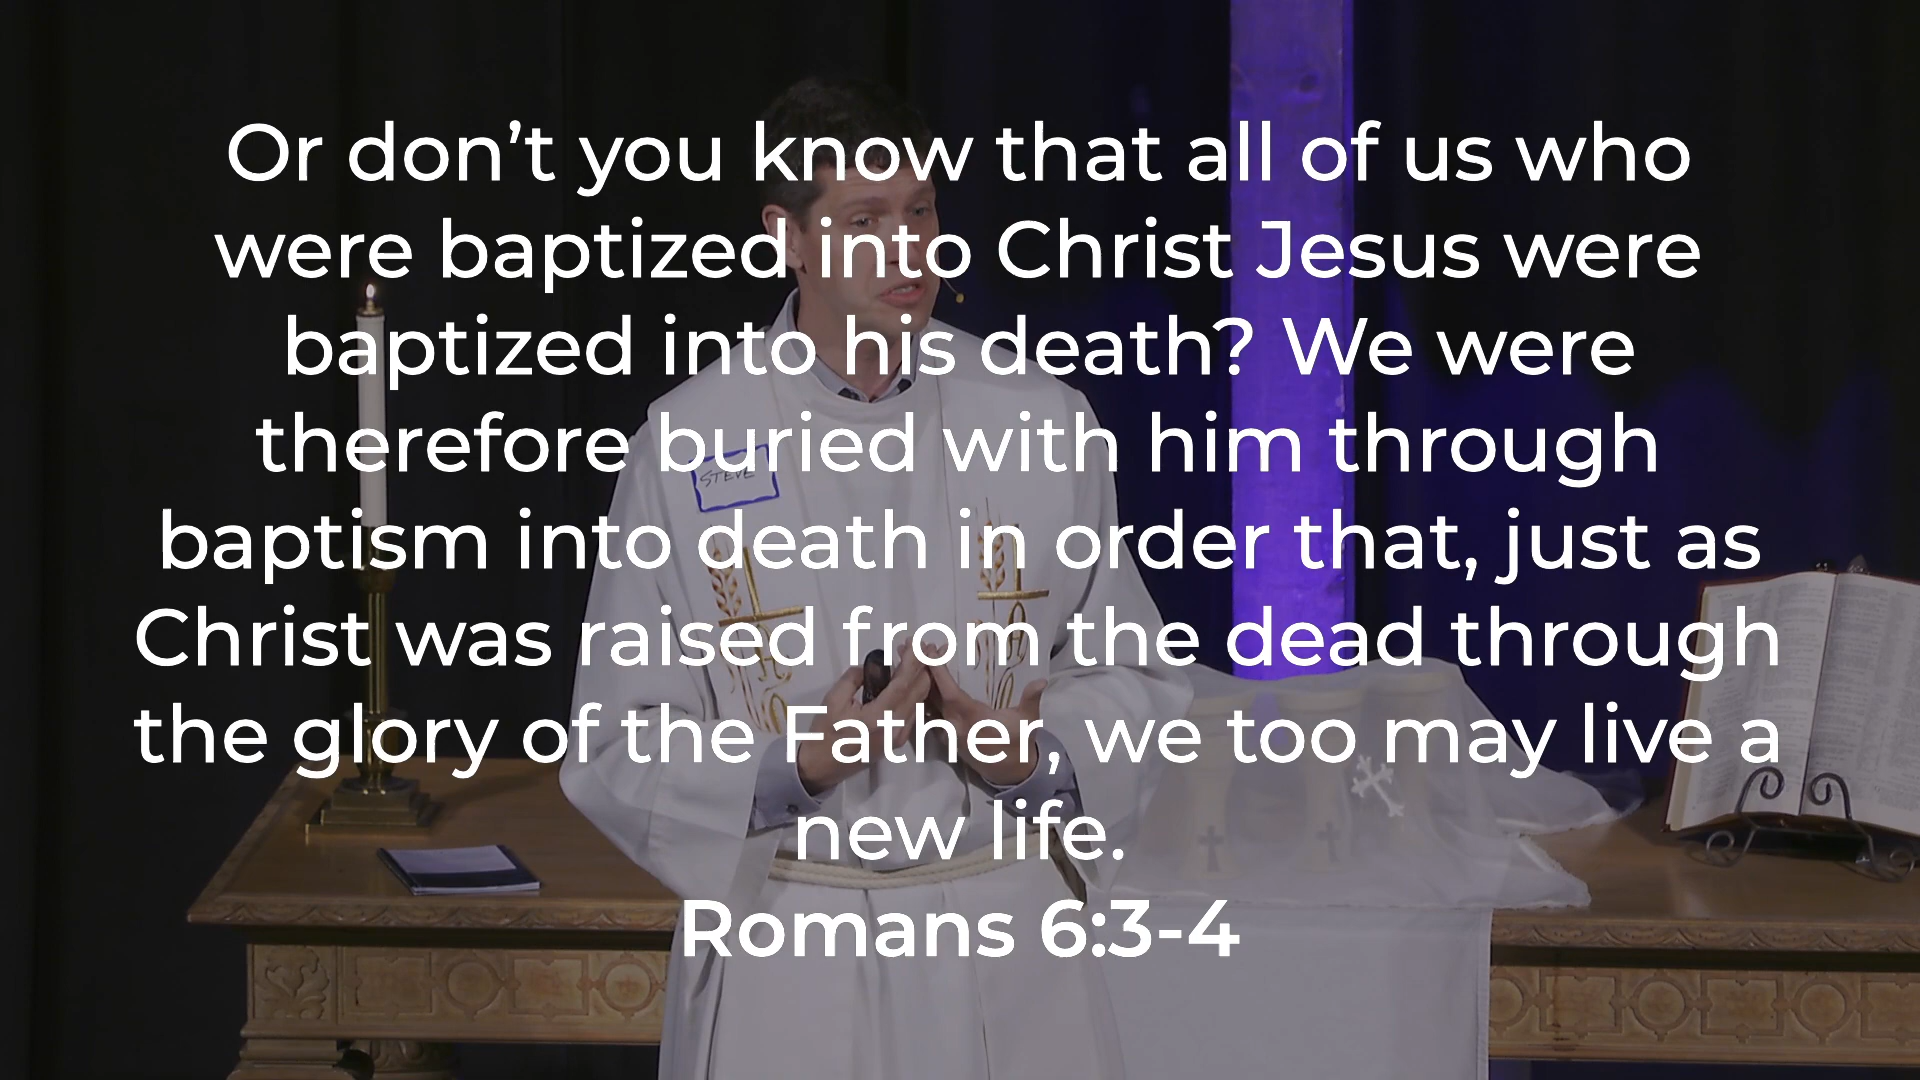 Or don’t you know that all of us who
were baptized into Christ Jesus were
baptized into his death? We were
therefore buried with him through
baptism into death in order that, just as
Christ was raised from the dead through
the glory of the Father, we too may live a
new life.
Romans 6:3-4
STEVE